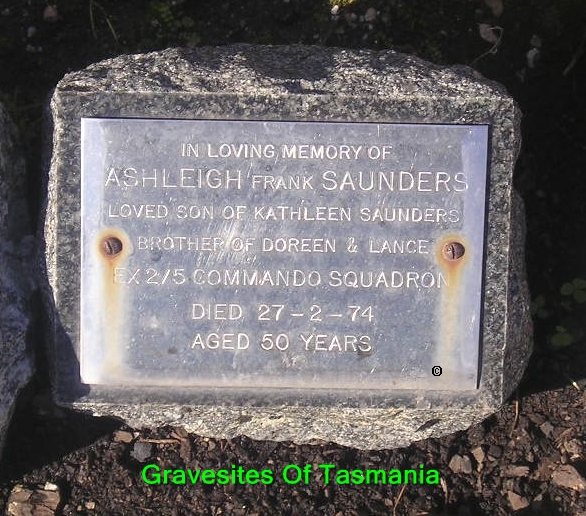 IN LOVING MEMORY OF
ASHLEIGH FRANK SAUNDERS
LOVED SON OF KATHLEEN SAUNDERS
BROTHER OF DOREEN & LANCE
EX 2/5 COMMANDO SQUADRON
DIED 27-2-74
AGED 50 YEARS
©
Gravesites Of Tasmania